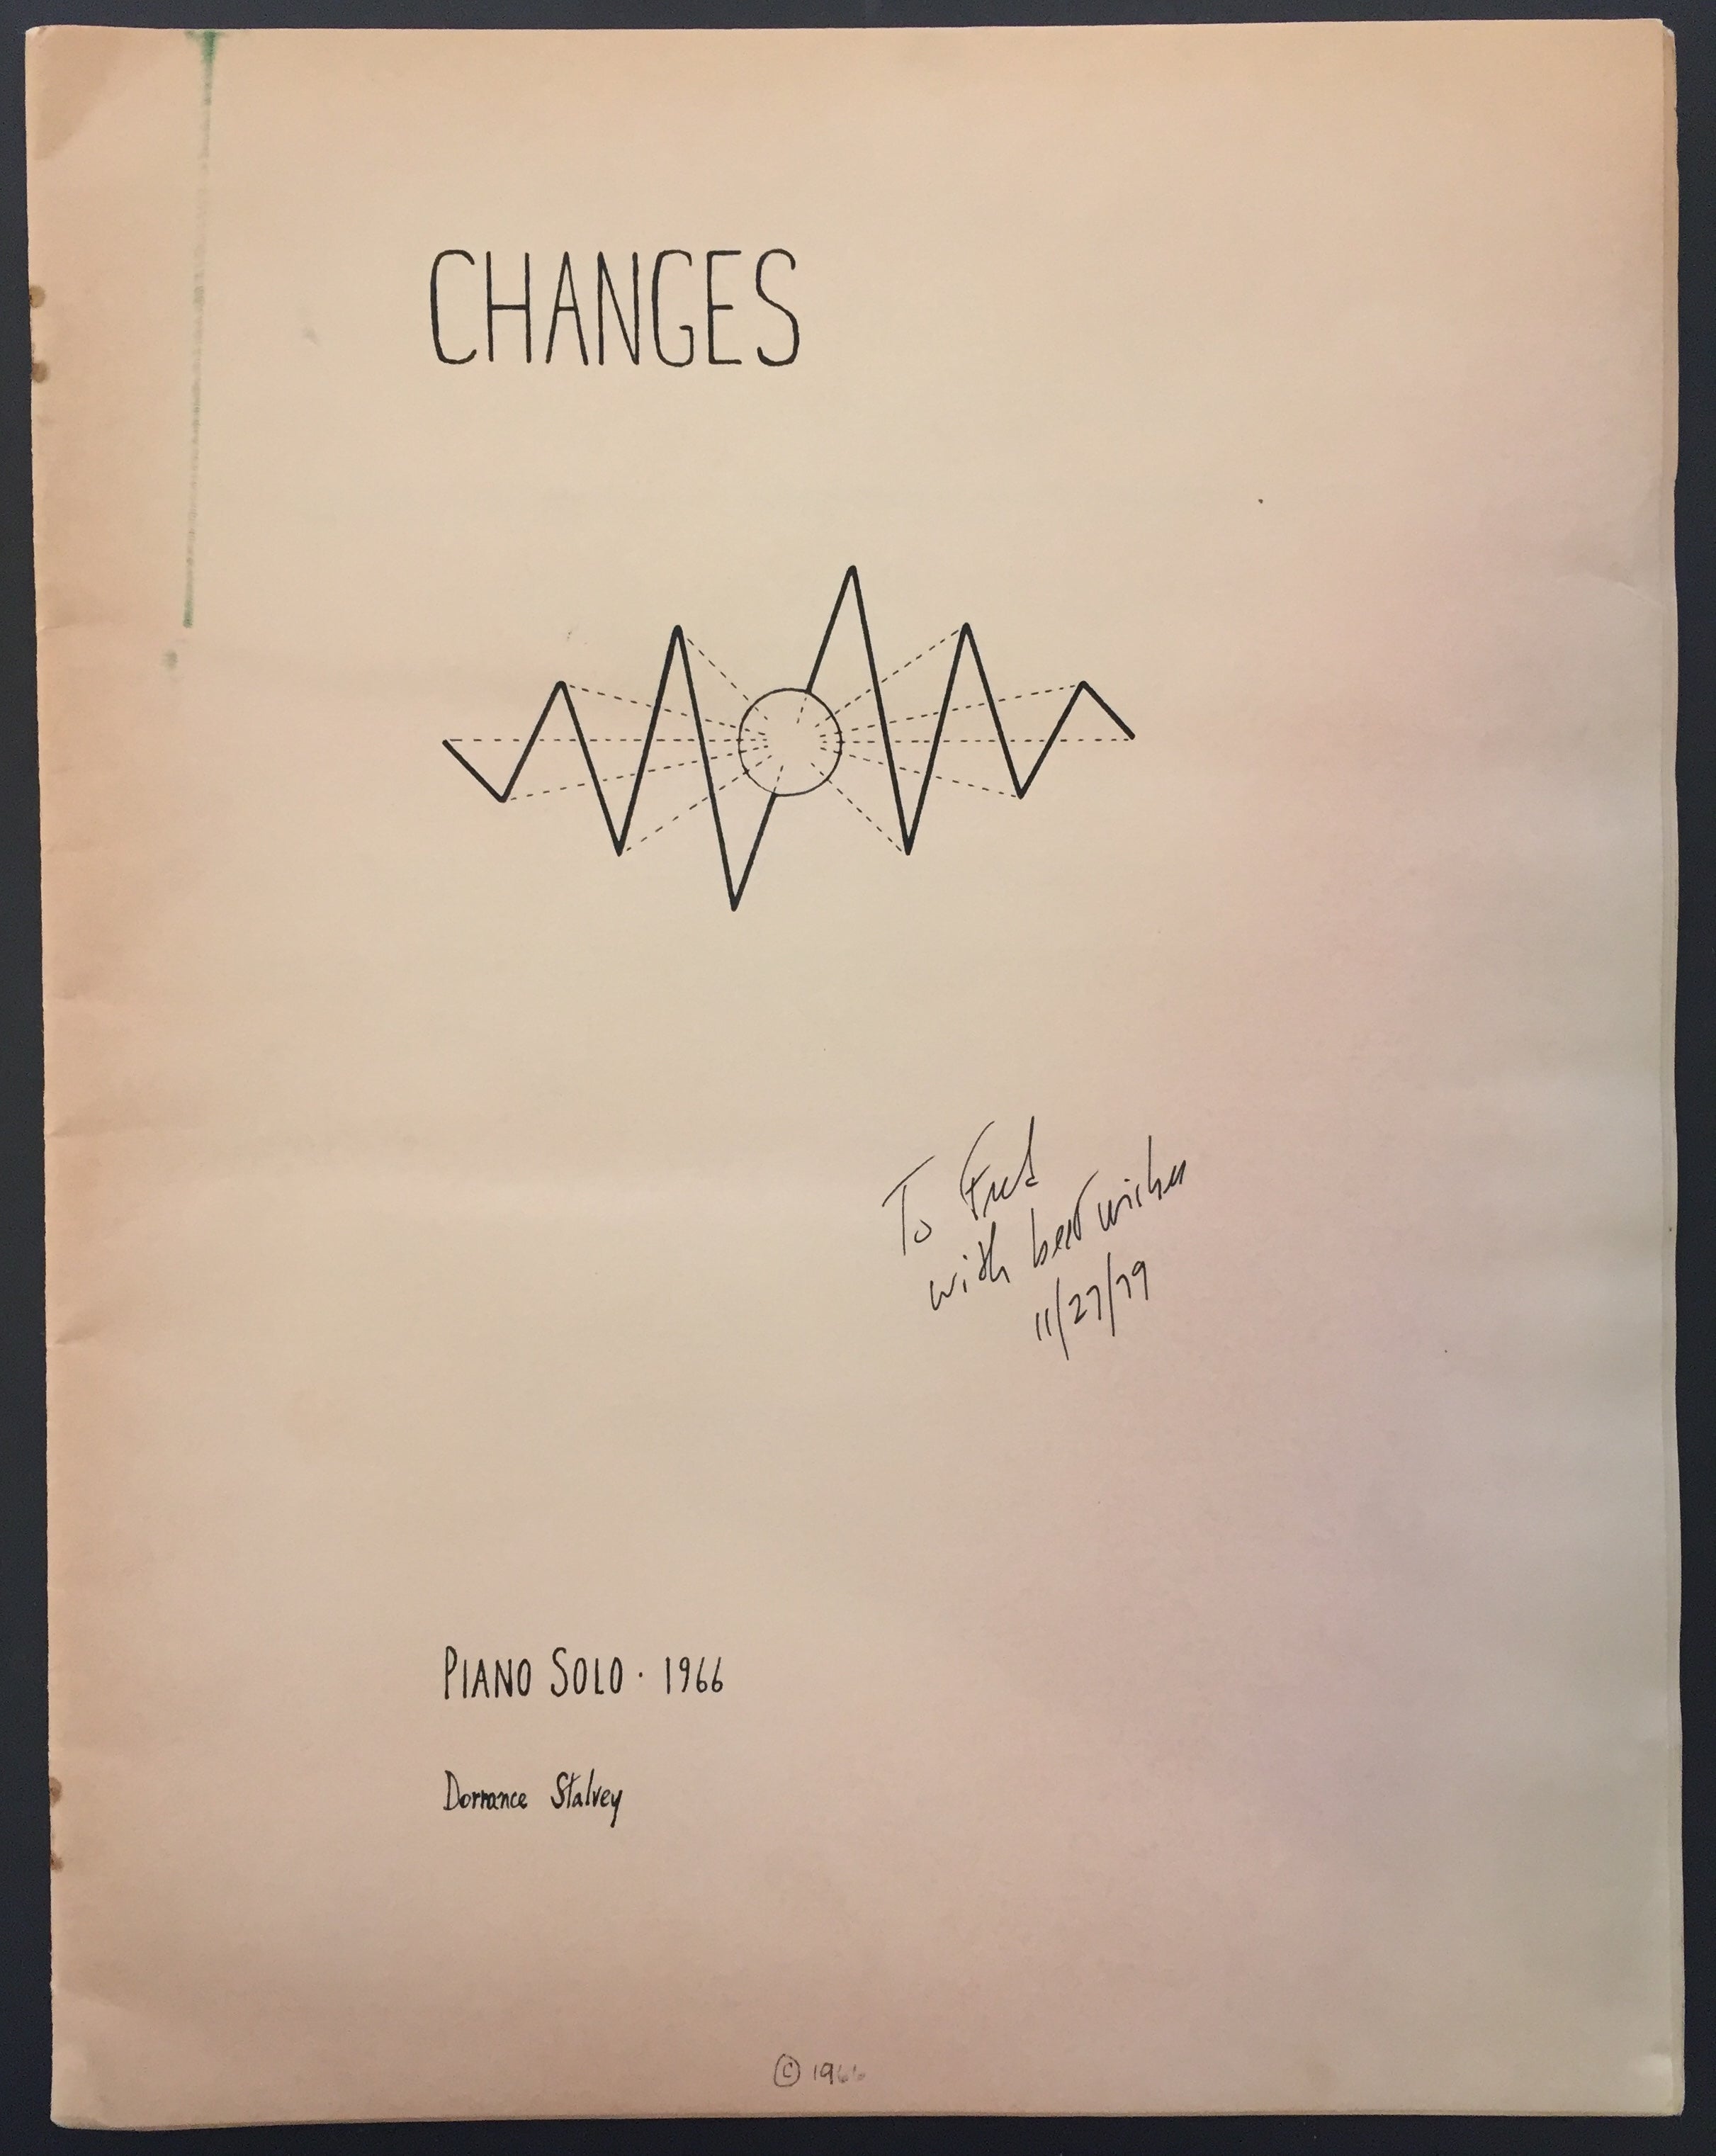 CHANGES
To Fred
with best wishes
11/27/79
PIANO SOLO · 1966
Dorrance Stalvey
© 1966